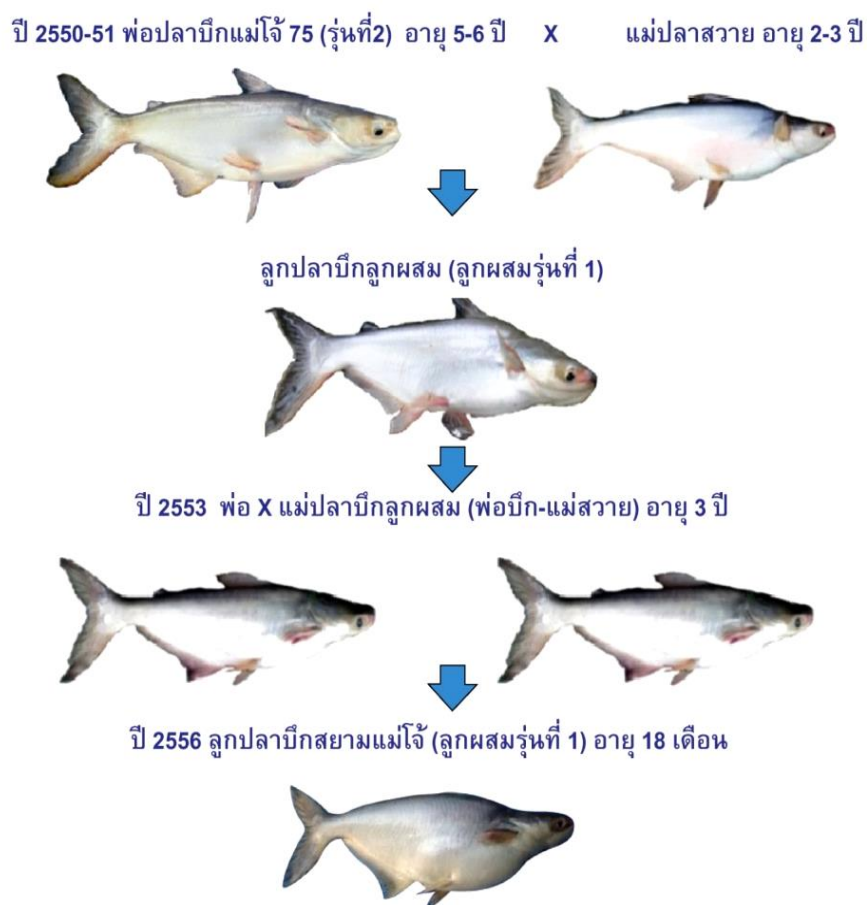 ปี 2550-51 พ่อปลาบึกแม่โจ้ 75 (รุ่นที่2) อายุ 5-6 ปี X แม่ปลาสวาย อายุ 2-3 ปี
ลูกปลาบึกลูกผสม (ลูกผสมรุ่นที่ 1)
ปี 2553 พ่อ X แม่ปลาบึกลูกผสม (พ่อบึก-แม่สวาย) อายุ 3 ปี
ปี 2556 ลูกปลาบึกสยามแม่โจ้ (ลูกผสมรุ่นที่ 1) อายุ 18 เดือน